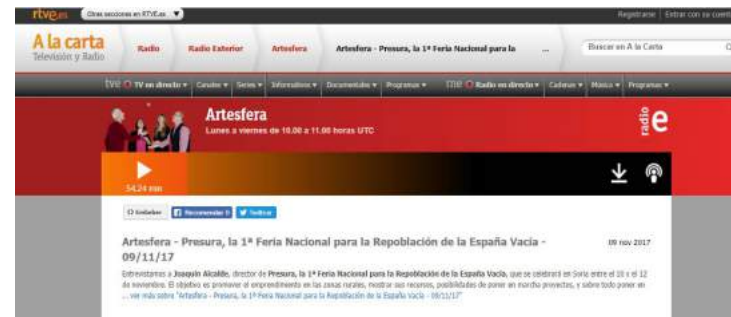 rtve.es Otras secciones en RTVE.es ▼ Registrarse | Entrar con su cuent
A la carta
Televisión y Radio
Radio Radio Exterior Artesfera Artesfera - Presura, la 1ª Feria Nacional para la ... Buscar en A la Carta
tve TV en directo ▾ Canales ▾ Series ▾ Informativos ▾ Documentales ▾ Programas ▾ rne Radio en directo ▾ Cadenas ▾ Música ▾ Programas ▾
Artesfera
Lunes a viernes de 10.00 a 11.00 horas UTC
radio e
54.24 min
Embeber Recomendar 0 Twittear
Artesfera - Presura, la 1ª Feria Nacional para la Repoblación de la España Vacía -
09/11/17
09 nov 2017
Entrevistamos a Joaquín Alcalde, director de Presura, la 1ª Feria Nacional para la Repoblación de la España Vacía, que se celebrará en Soria entre el 10 y el 12
de noviembre. El objetivo es promover el emprendimiento en las zonas rurales, mostrar sus recursos, posibilidades de poner en marcha proyectos, y sobre todo poner en
... ver más sobre "Artesfera - Presura, la 1ª Feria Nacional para la Repoblación de la España Vacía - 09/11/17"